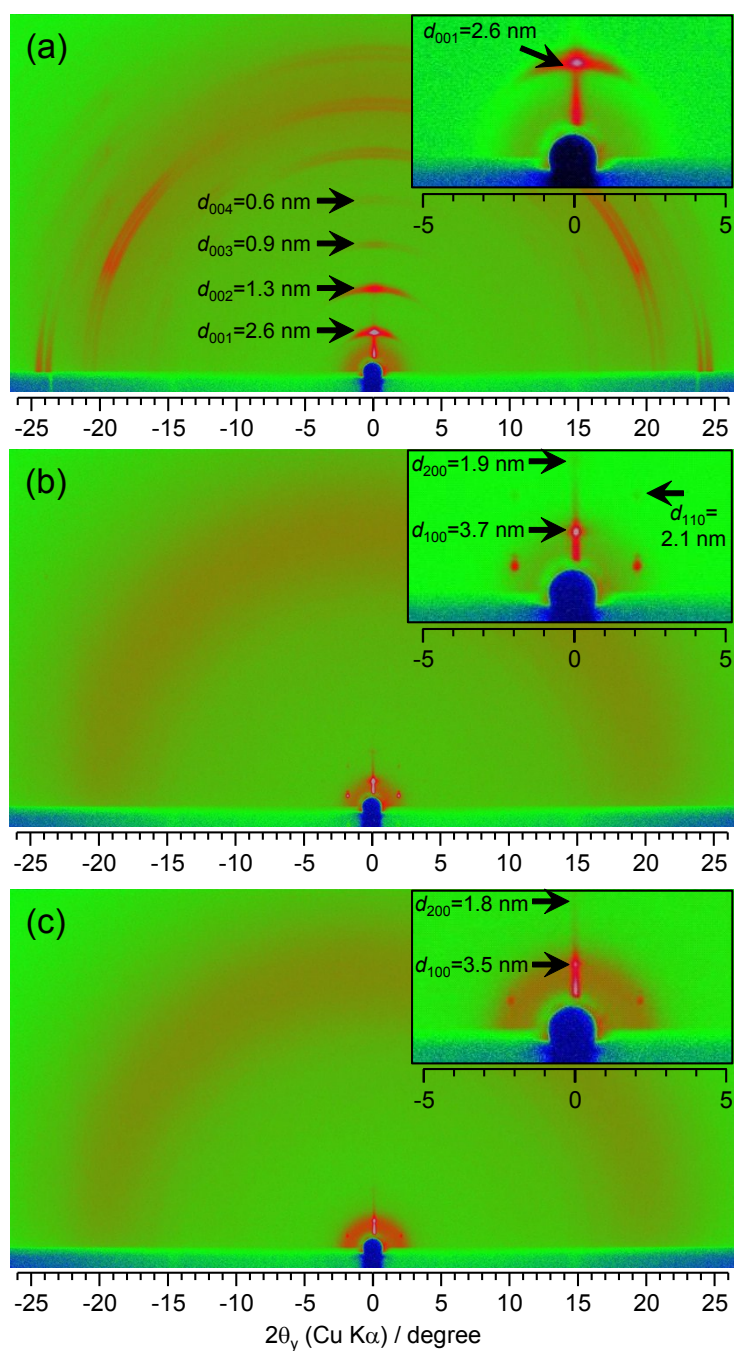 (a)
d001=2.6 nm
-5 0 5
d004=0.6 nm
d003=0.9 nm
d002=1.3 nm
d001=2.6 nm
-25 -20 -15 -10 -5 0 5 10 15 20 25
(b)
d200=1.9 nm
d110=
2.1 nm
d100=3.7 nm
-5 0 5
-25 -20 -15 -10 -5 0 5 10 15 20 25
(c)
d200=1.8 nm
d100=3.5 nm
-5 0 5
-25 -20 -15 -10 -5 0 5 10 15 20 25
2θy (Cu Kα) / degree